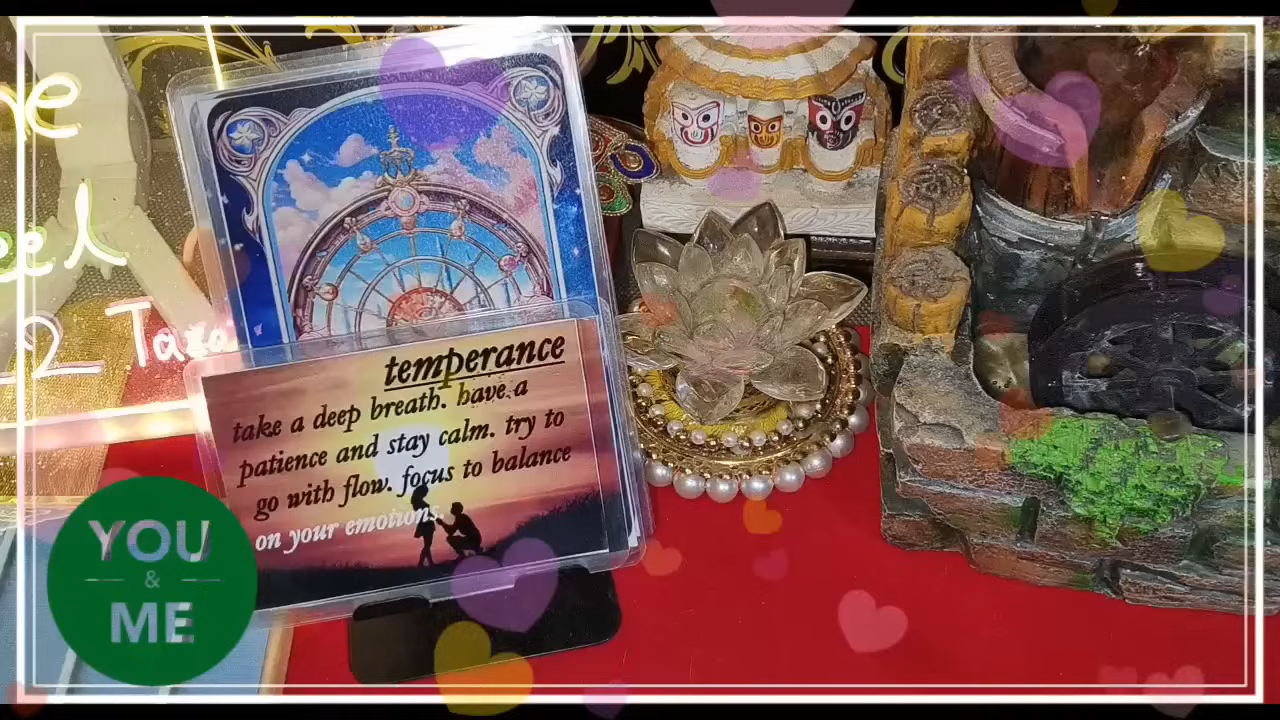 temperance
take a deep breath. have a
patience and stay calm. try to
go with flow. focus to balance
on your emotions.
YOU
&
ME